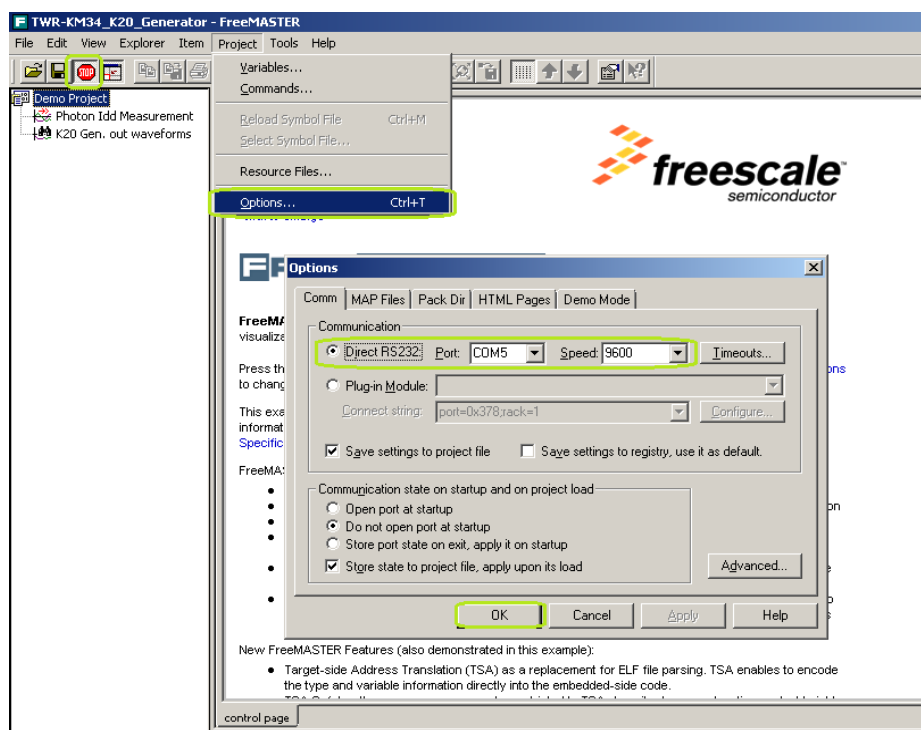 TWR-KM34_K20_Generator - FreeMASTER
File Edit View Explorer Item Project Tools Help
STOP
Variables...
Commands...
Reload Symbol File Ctrl+M
Select Symbol File...
Resource Files...
Options... Ctrl+T
Demo Project
Photon Idd Measurement
K20 Gen. out waveforms
freescale
semiconductor
Options
Comm MAP Files Pack Dir HTML Pages Demo Mode
Communication
Direct RS232: Port: COM5 Speed: 9600 Timeouts...
Plug-in Module:
Connect string: port=0x378;rack=1 Configure...
Save settings to project file Save settings to registry, use it as default.
Communication state on startup and on project load
Open port at startup
Do not open port at startup
Store port state on exit, apply it on startup
Store state to project file, apply upon its load Advanced...
OK Cancel Apply Help
FreeMA
visualiz
Press th
to chang ons
This exa
informat
Specific
FreeMA
on
New FreeMASTER Features (also demonstrated in this example):
Target-side Address Translation (TSA) as a replacement for ELF file parsing. TSA enables to encode
the type and variable information directly into the embedded-side code.
control page